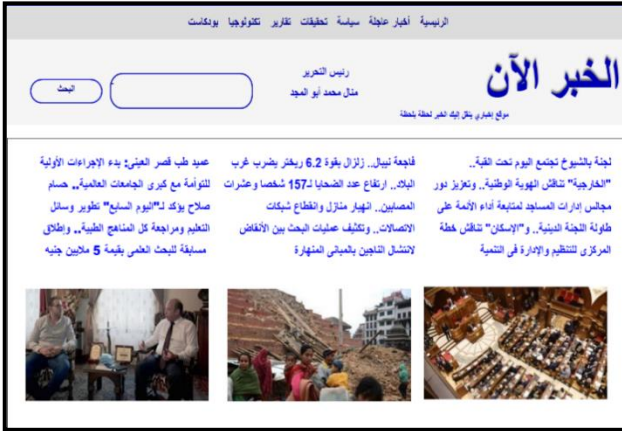 الرئيسية أخبار عاجلة سياسة تحقيقات تقارير تكنولوجيا بودكاست
الخبر الآن
موقع إخباري ينقل إليك الخبر لحظة بلحظة
رئيس التحرير
منال محمد أبو المجد
البحث
لجنة بالشيوخ تجتمع اليوم تحت القبة..
"الخارجية" تناقش الهوية الوطنية.. وتعزيز دور
مجالس إدارات المساجد لمتابعة أداء الأئمة على
طاولة اللجنة الدينية.. و"الإسكان" تناقش خطة
المركزى للتنظيم والإدارة فى التنمية
فاجعة نيبال.. زلزال بقوة 6.2 ريختر يضرب غرب
البلاد.. ارتفاع عدد الضحايا لـ157 شخصا وعشرات
المصابين.. انهيار منازل وانقطاع شبكات
الاتصالات.. وتكثيف عمليات البحث بين الأنقاض
لانتشال الناجين بالمبانى المنهارة
عميد طب قصر العينى: بدء الإجراءات الأولية
للتوأمة مع كبرى الجامعات العالمية.. حسام
صلاح يؤكد لـ"اليوم السابع" تطوير وسائل
التعليم ومراجعة كل المناهج الطبية.. وإطلاق
مسابقة للبحث العلمى بقيمة 5 ملايين جنيه